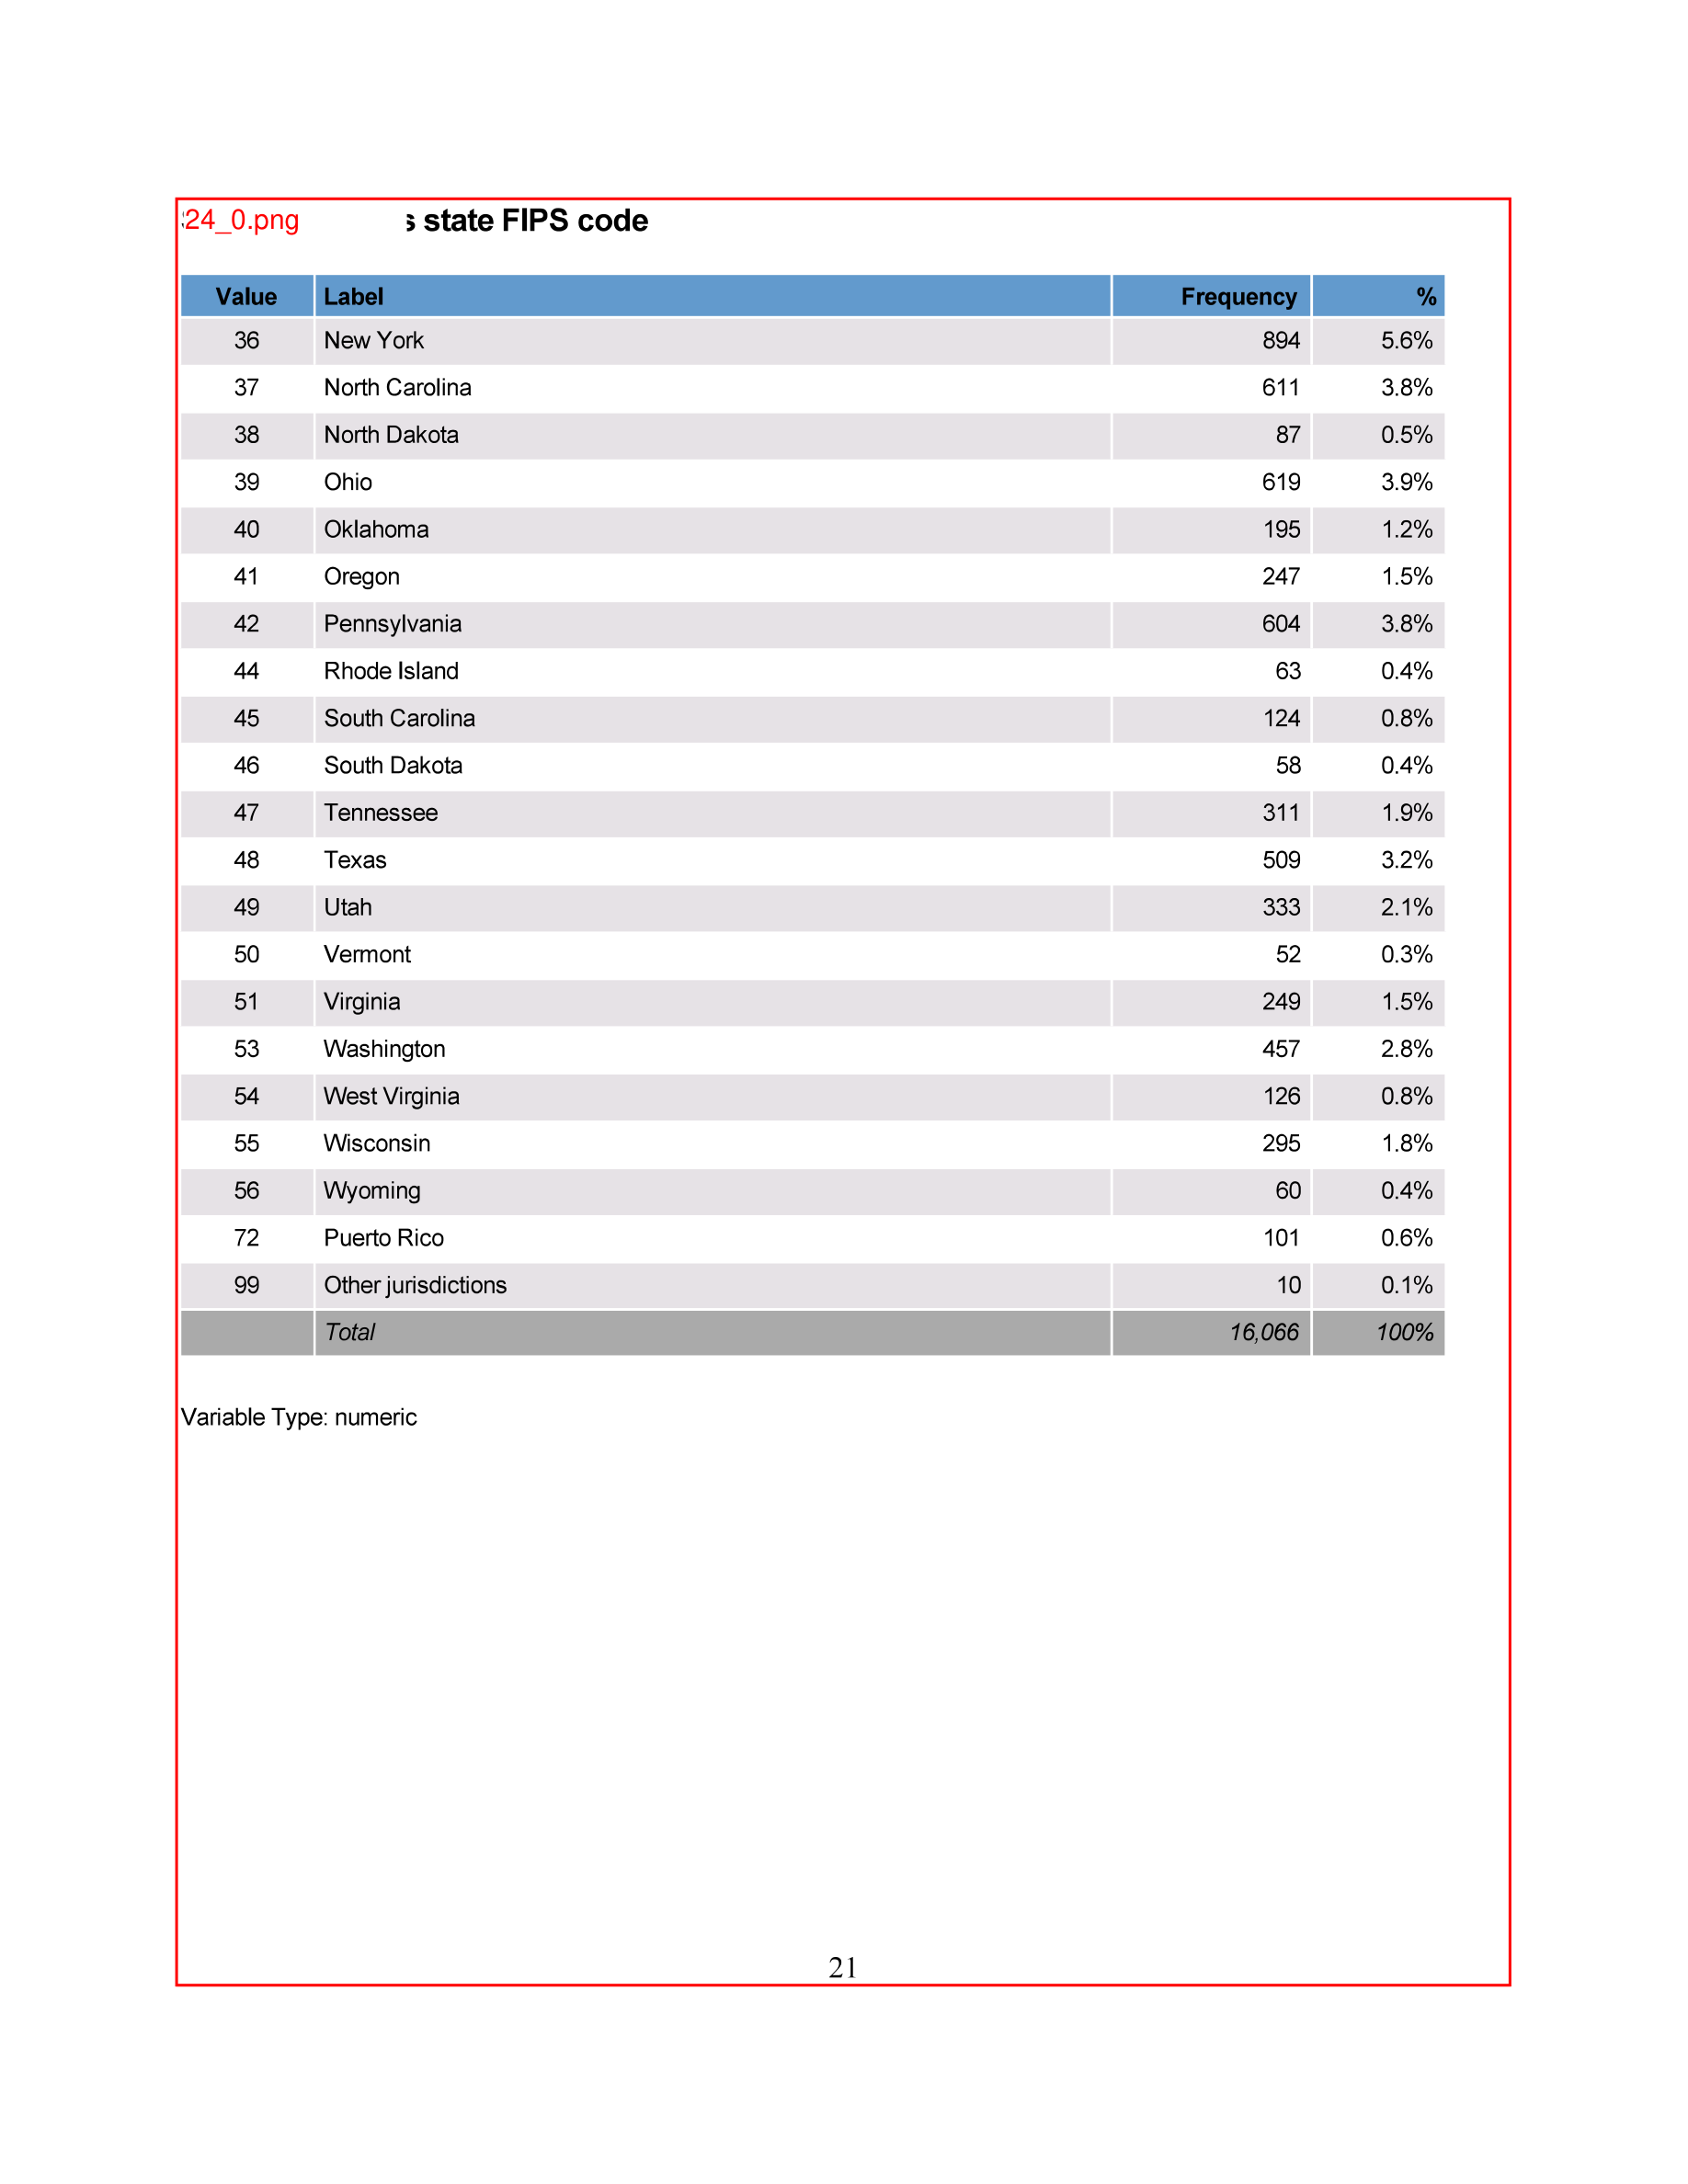 24_0.png state FIPS code
Value Label Frequency %
36 New York 894 5.6%
37 North Carolina 611 3.8%
38 North Dakota 87 0.5%
39 Ohio 619 3.9%
40 Oklahoma 195 1.2%
41 Oregon 247 1.5%
42 Pennsylvania 604 3.8%
44 Rhode Island 63 0.4%
45 South Carolina 124 0.8%
46 South Dakota 58 0.4%
47 Tennessee 311 1.9%
48 Texas 509 3.2%
49 Utah 333 2.1%
50 Vermont 52 0.3%
51 Virginia 249 1.5%
53 Washington 457 2.8%
54 West Virginia 126 0.8%
55 Wisconsin 295 1.8%
56 Wyoming 60 0.4%
72 Puerto Rico 101 0.6%
99 Other jurisdictions 10 0.1%
Total 16,066 100%
Variable Type: numeric
21